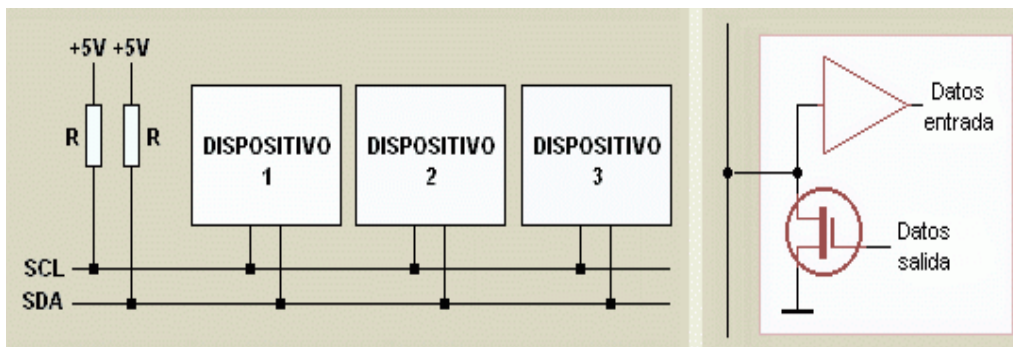 +5V +5V
R
R
DISPOSITIVO
1
DISPOSITIVO
2
DISPOSITIVO
3
SCL
SDA
Datos
entrada
Datos
salida